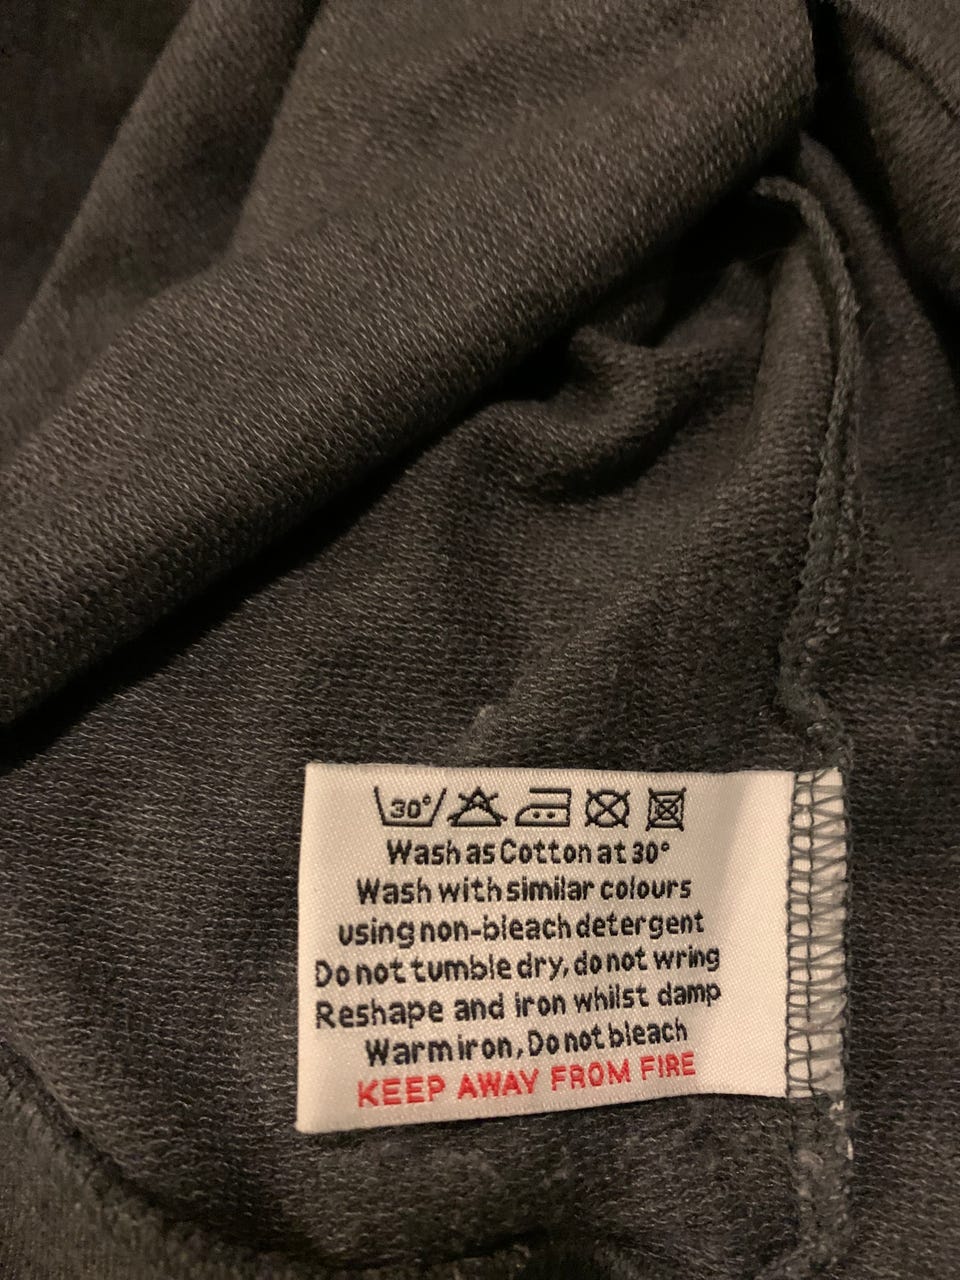 30°
Wash as Cotton at 30°
Wash with similar colours
using non-bleach detergent
Do not tumble dry, do not wring
Reshape and iron whilst damp
Warm iron, Do not bleach
KEEP AWAY FROM FIRE